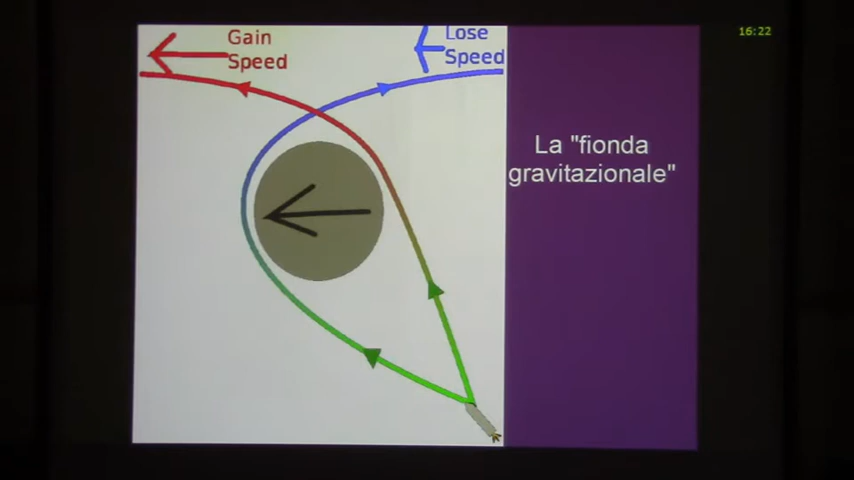 Gain
Speed
Lose
Speed
16:22
La "fionda
gravitazionale"